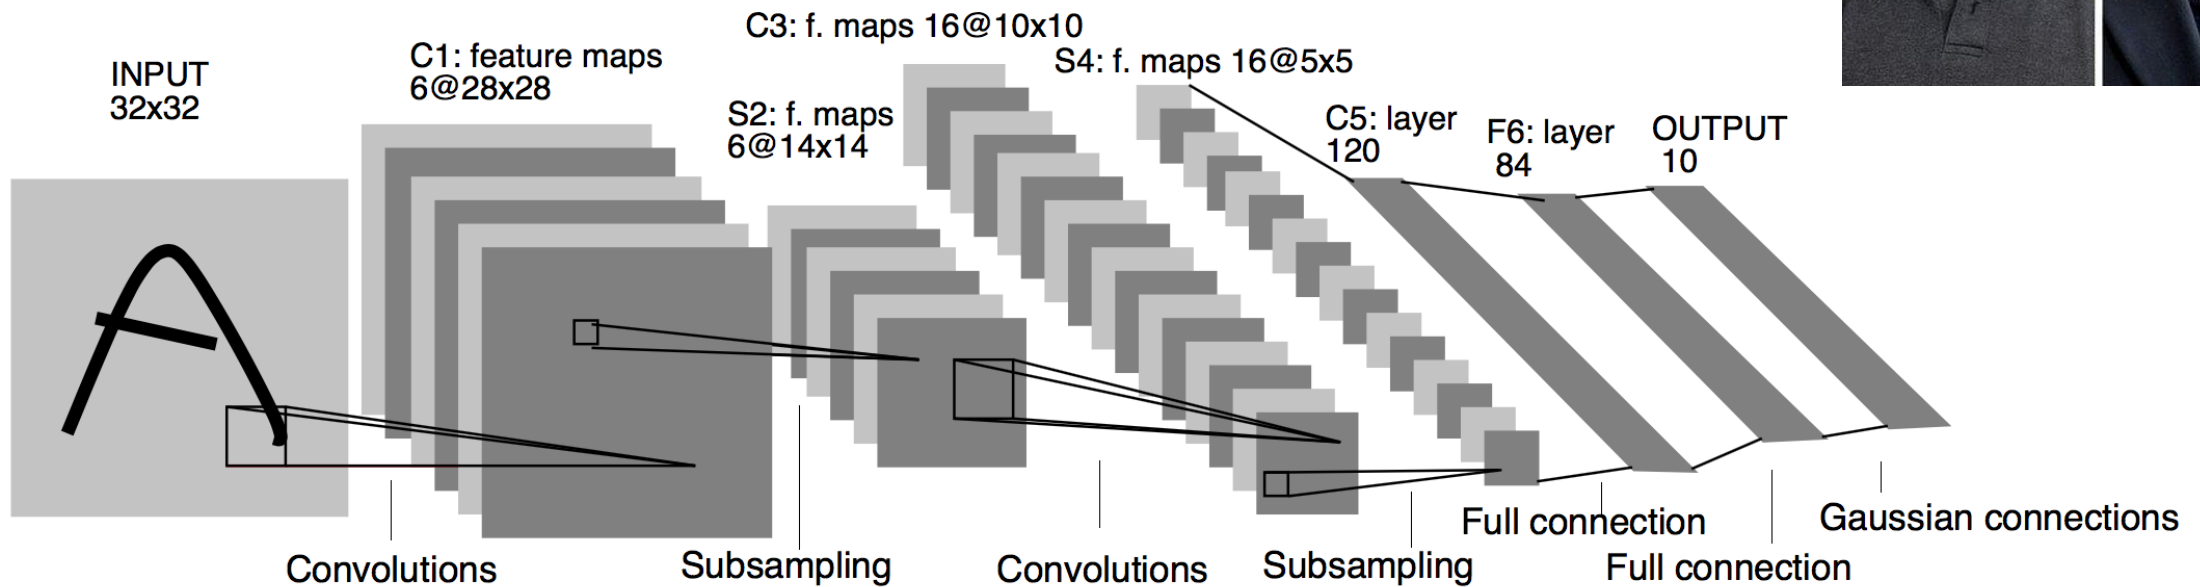 INPUT
32x32
C1: feature maps
6@28x28
S2: f. maps
6@14x14
C3: f. maps 16@10x10
S4: f. maps 16@5x5
C5: layer
120
F6: layer
84
OUTPUT
10
Convolutions
Subsampling
Convolutions
Subsampling
Full connection
Full connection
Gaussian connections